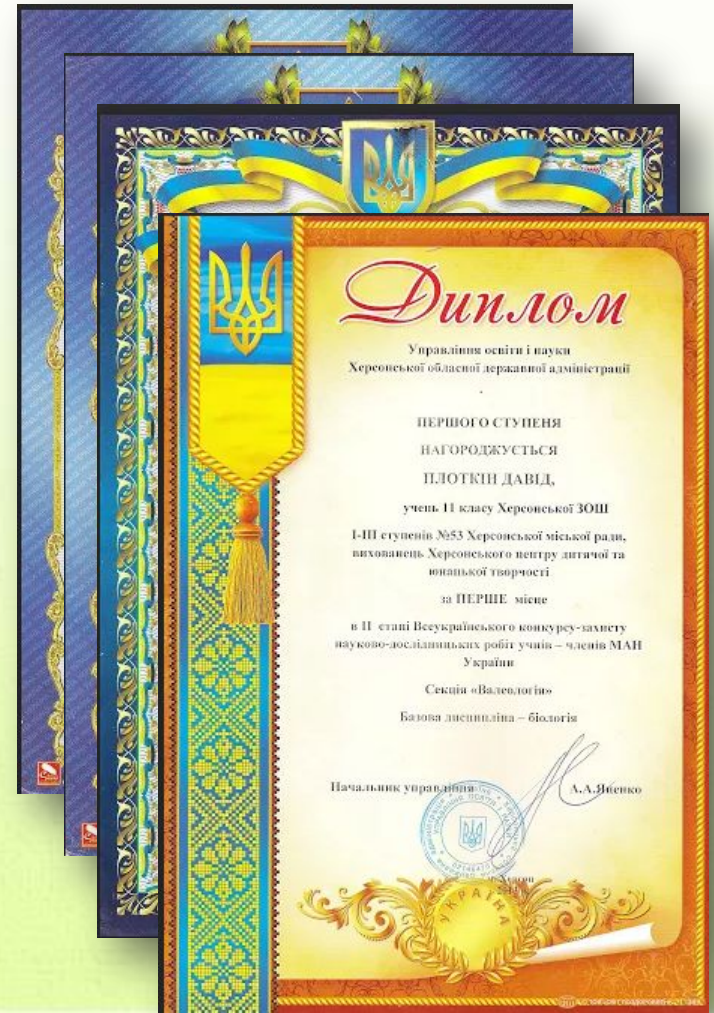 Диплом
Управління освіти і науки
Херсонської обласної державної адміністрації
ПЕРШОГО СТУПЕНЯ
НАГОРОДЖУЄТЬСЯ
ПЛОТКІН ДАВІД,
учень 11 класу Херсонської ЗОШ
І-ІІІ ступенів №53 Херсонської міської ради,
вихованець Херсонського центру дитячої та
юнацької творчості
за ПЕРШЕ місце
в ІІ етапі Всеукраїнського конкурсу-захисту
науково-дослідницьких робіт учнів – членів МАН
України
Секція «Валеологія»
Базова дисципліна – біологія
Начальник управління
А.А.Яценко
Херсон
УКРАЇНА